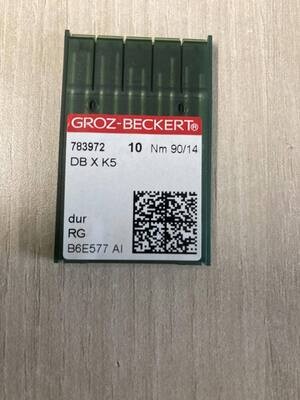 GROZ-BECKERT®
783972 10 Nm 90/14
DB X K5
dur
RG
B6E577 AI